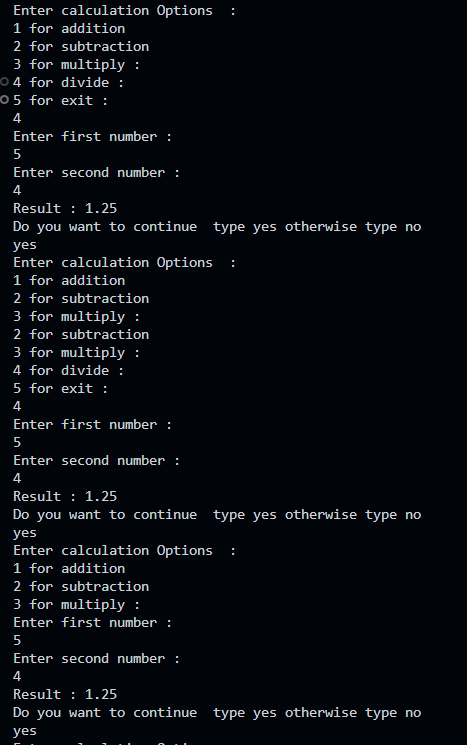 Enter calculation Options  :
1 for addition
2 for subtraction
3 for multiply :
4 for divide :
5 for exit :
4
Enter first number :
5
Enter second number :
4
Result : 1.25
Do you want to continue  type yes otherwise type no
yes
Enter calculation Options  :
1 for addition
2 for subtraction
3 for multiply :
2 for subtraction
3 for multiply :
4 for divide :
5 for exit :
4
Enter first number :
5
Enter second number :
4
Result : 1.25
Do you want to continue  type yes otherwise type no
yes
Enter calculation Options  :
1 for addition
2 for subtraction
3 for multiply :
Enter first number :
5
Enter second number :
4
Result : 1.25
Do you want to continue  type yes otherwise type no
yes